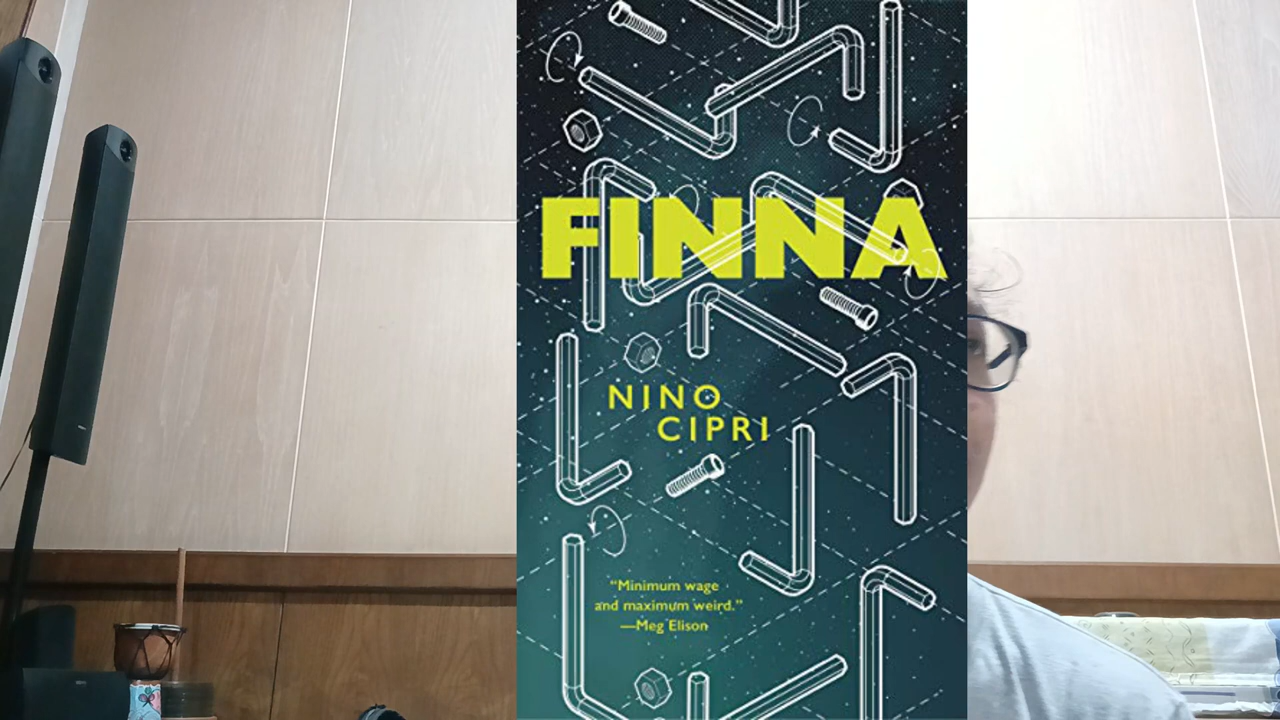 FINNA
NINO
CIPRI
“Minimum wage
and maximum weird.”
—Meg Elison